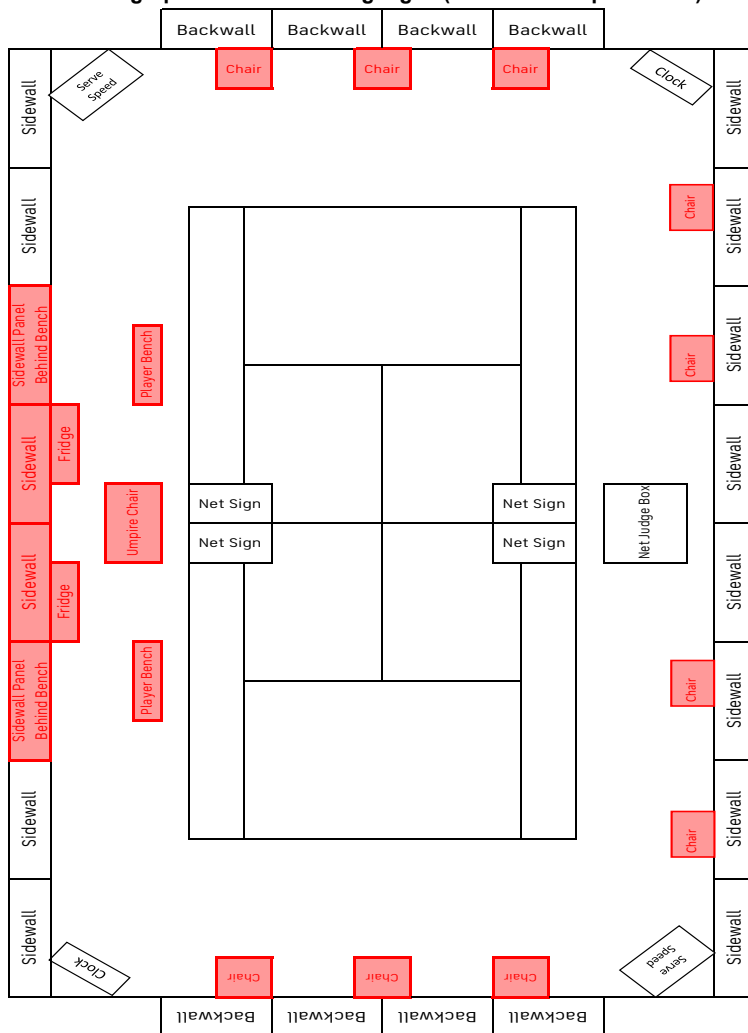 Backwall
Backwall
Backwall
Backwall
Chair
Chair
Chair
Serve
Speed
Clock
Sidewall
Sidewall
Sidewall
Sidewall
Chair
Sidewall Panel
Behind Bench
Player Bench
Chair
Sidewall
Sidewall
Fridge
Sidewall
Umpire Chair
Net Sign
Net Sign
Net Sign
Net Sign
Net Judge Box
Sidewall
Fridge
Sidewall
Sidewall Panel
Behind Bench
Player Bench
Chair
Sidewall
Sidewall
Chair
Sidewall
Sidewall
Sidewall
Clock
Serve
Speed
Chair
Chair
Chair
Backwall
Backwall
Backwall
Backwall